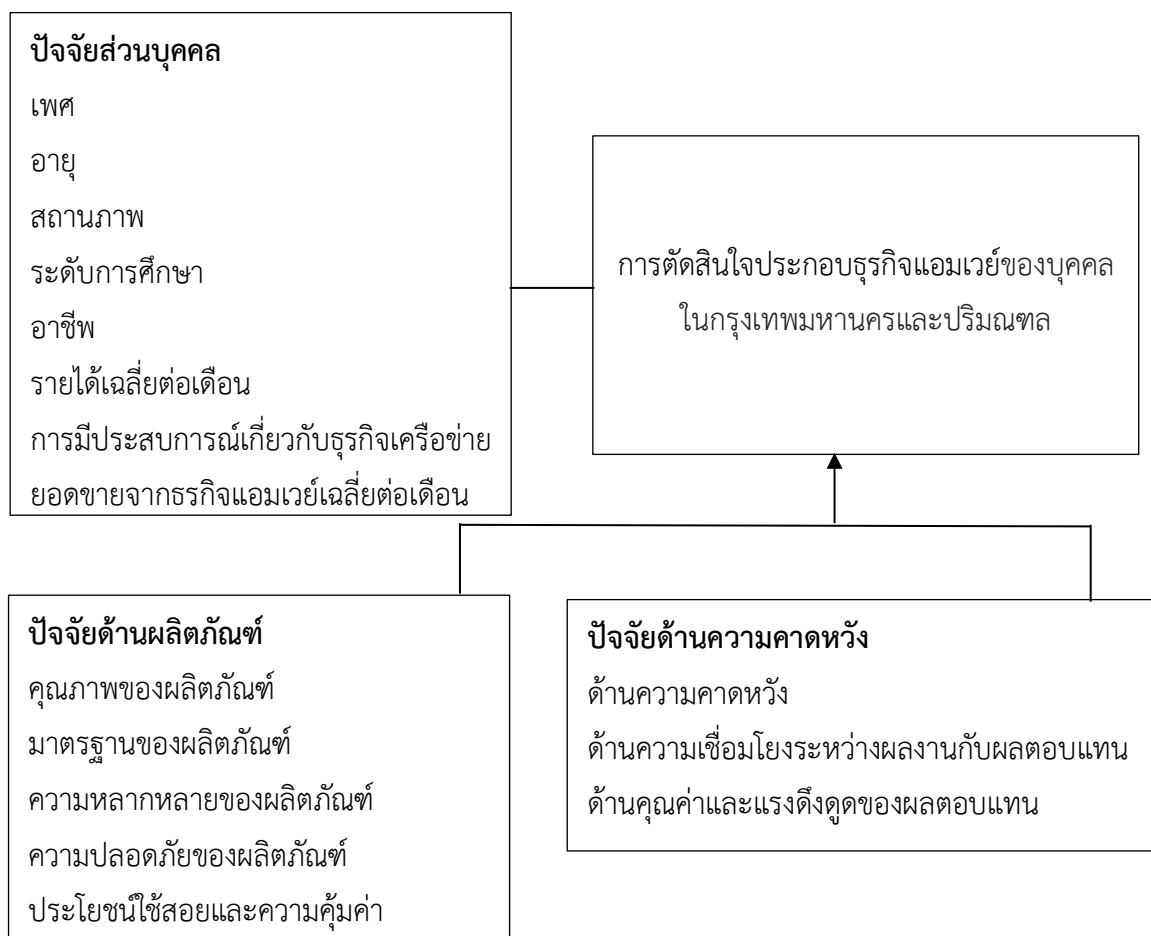 ปัจจัยส่วนบุคคล
เพศ
อายุ
สถานภาพ
ระดับการศึกษา
อาชีพ
รายได้เฉลี่ยต่อเดือน
การมีประสบการณ์เกี่ยวกับธุรกิจเครือข่าย
ยอดขายจากธรกิจแอมเวย์เฉลี่ยต่อเดือน
การตัดสินใจประกอบธุรกิจแอมเวย์ของบุคคล
ในกรุงเทพมหานครและปริมณฑล
ปัจจัยด้านผลิตภัณฑ์
คุณภาพของผลิตภัณฑ์
มาตรฐานของผลิตภัณฑ์
ความหลากหลายของผลิตภัณฑ์
ความปลอดภัยของผลิตภัณฑ์
ประโยชน์ใช้สอยและความคุ้มค่า
ปัจจัยด้านความคาดหวัง
ด้านความคาดหวัง
ด้านความเชื่อมโยงระหว่างผลงานกับผลตอบแทน
ด้านคุณค่าและแรงดึงดูดของผลตอบแทน